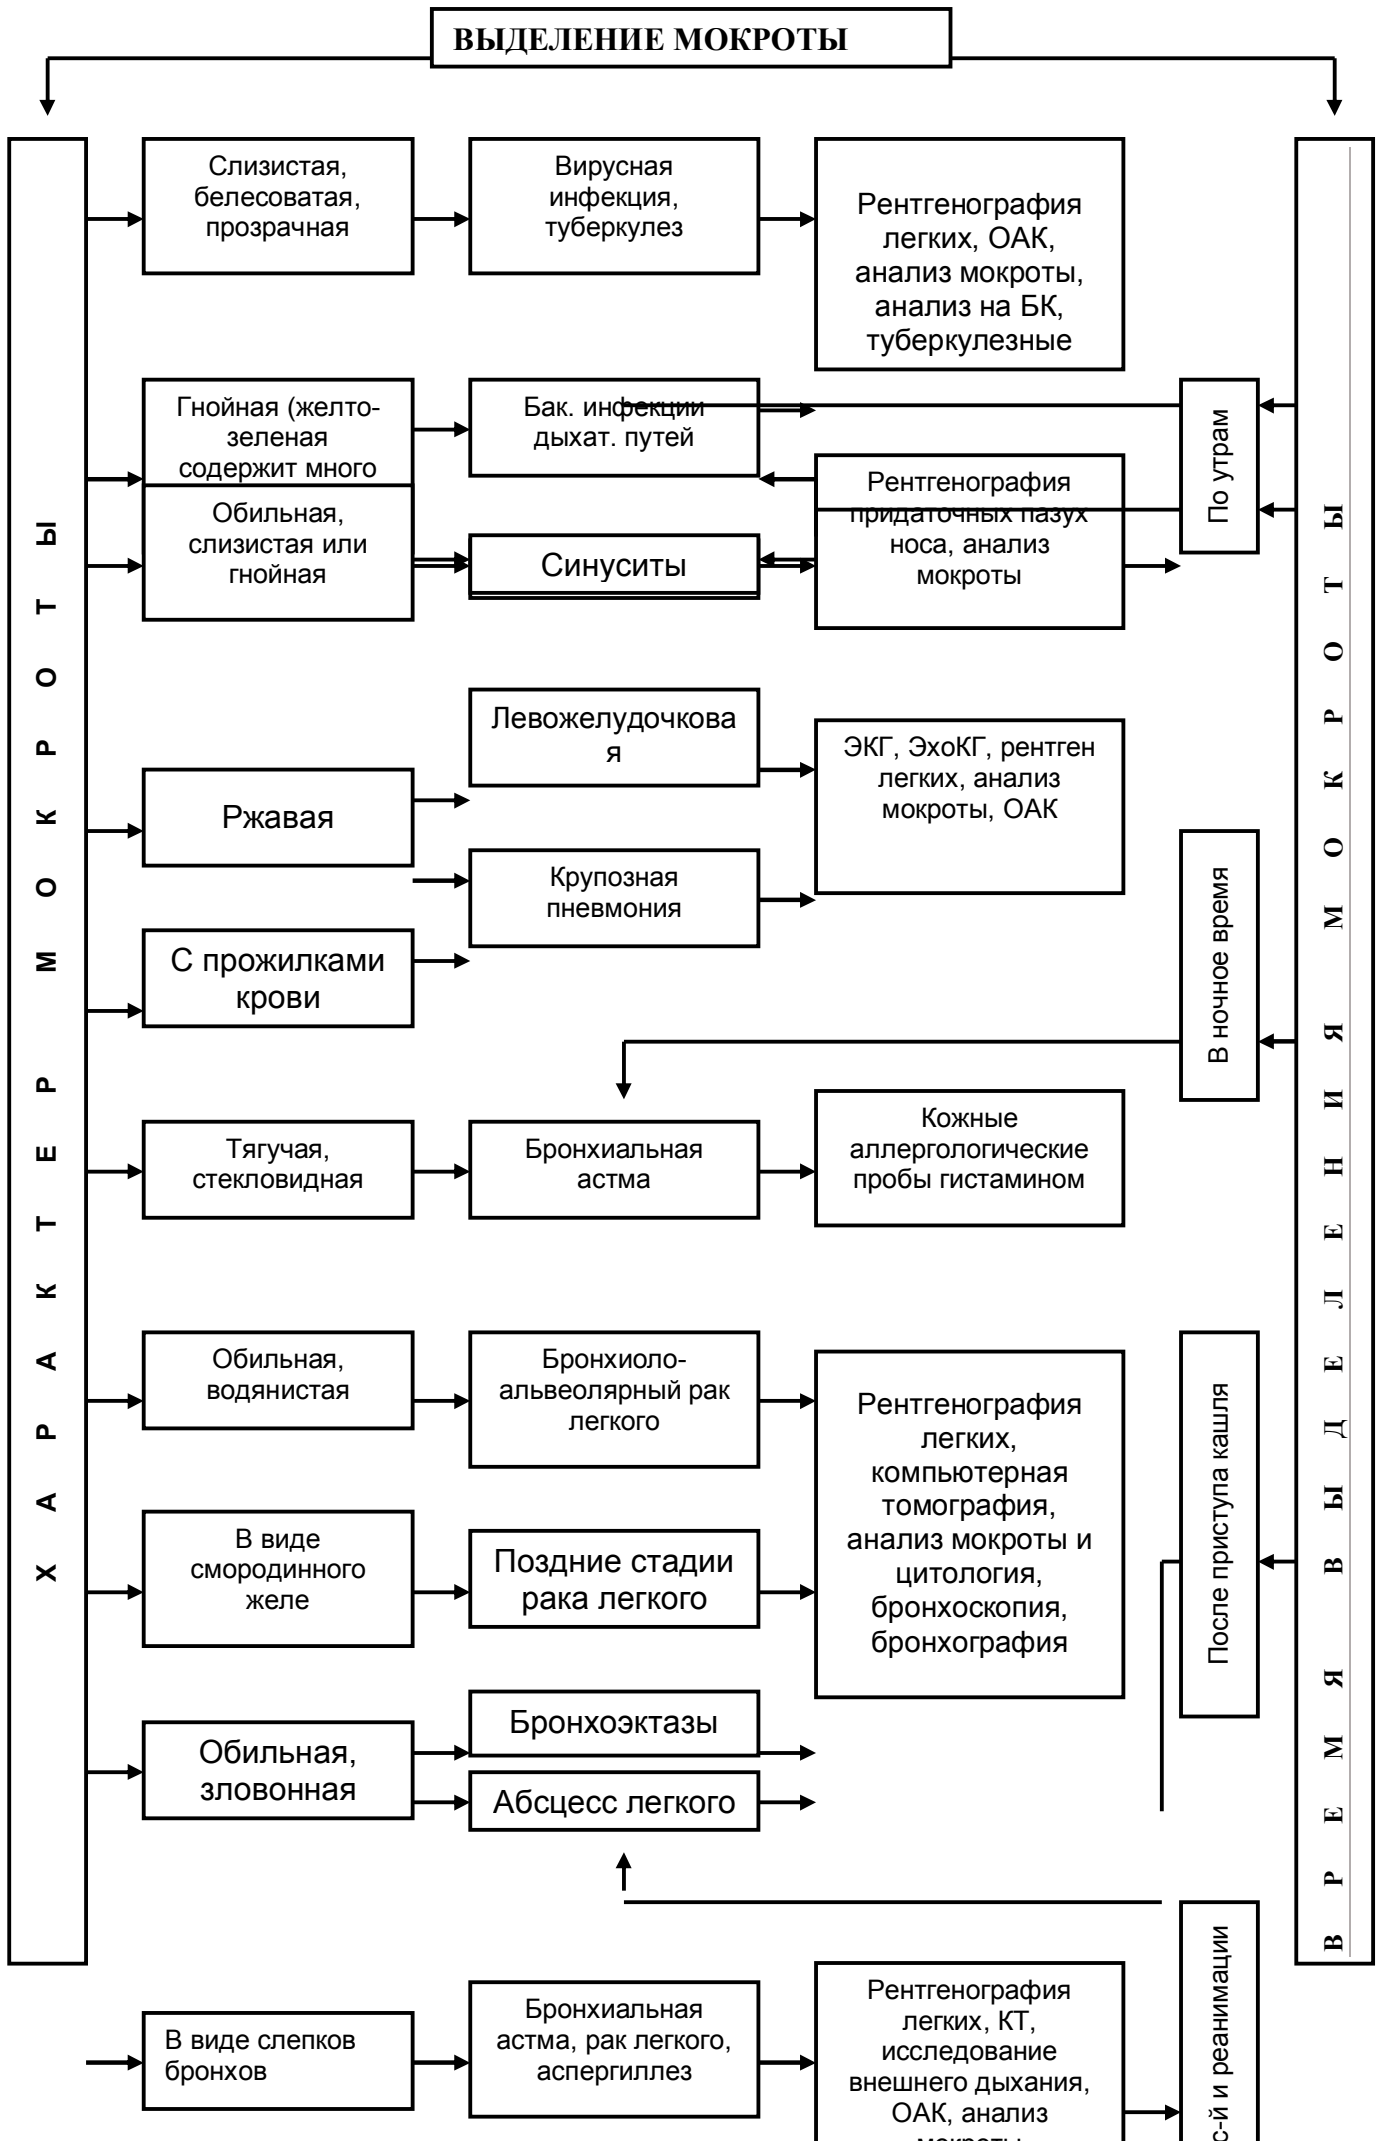 ВЫДЕЛЕНИЕ МОКРОТЫ
ХАРАКТЕР МОКРОТЫ
Слизистая,
белесоватая,
прозрачная
Вирусная
инфекция,
туберкулез
Рентгенография
легких, ОАК,
анализ мокроты,
анализ на БК,
туберкулезные
Гнойная (желто-
зеленая
содержит много
Бак. инфекции
дыхат. путей
По утрам
Обильная,
слизистая или
гнойная
Синуситы
Рентгенография
придаточных пазух
носа, анализ
мокроты
Ржавая
Левожелудочкова
я
ЭКГ, ЭхоКГ, рентген
легких, анализ
мокроты, ОАК
Крупозная
пневмония
С прожилками
крови
В ночное время
Тягучая,
стекловидная
Бронхиальная
астма
Кожные
аллергологические
пробы гистамином
Обильная,
водянистая
Бронхиоло-
альвеолярный рак
легкого
Рентгенография
легких,
компьютерная
томография,
анализ мокроты и
цитология,
бронхоскопия,
бронхография
После приступа кашля
В виде
смородинного
желе
Поздние стадии
рака легкого
Обильная,
зловонная
Бронхоэктазы
Абсцесс легкого
В виде слепков
бронхов
Бронхиальная
астма, рак легкого,
аспергиллез
Рентгенография
легких, КТ,
исследование
внешнего дыхания,
ОАК, анализ
с-й и реанимации
ВРЕМЯ ВЫДЕЛЕНИЯ МОКРОТЫ